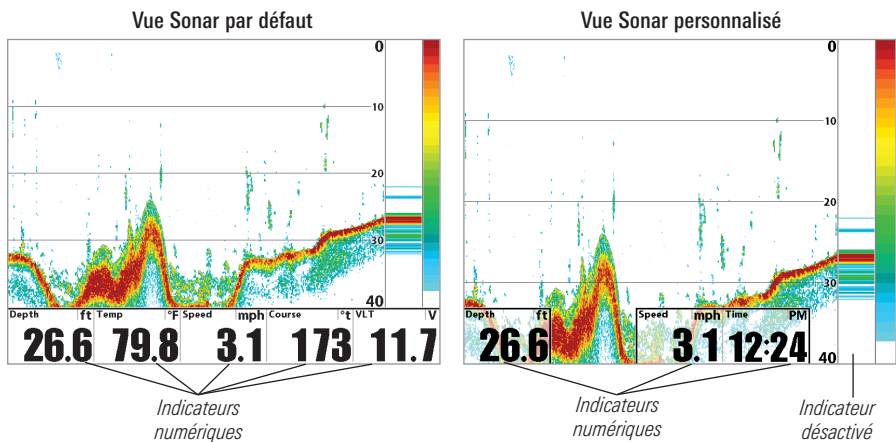 Vue Sonar par défaut
0
10
20
30
40
Depth ft Temp °F Speed mph Course °t VLT V
26.6 79.8 3.1 173 11.7
Indicateurs
numériques
Vue Sonar personnalisé
0
10
20
30
40
Depth ft Speed mph Time PM
26.6 3.1 12:24
Indicateurs
numériques
Indicateur
désactivé